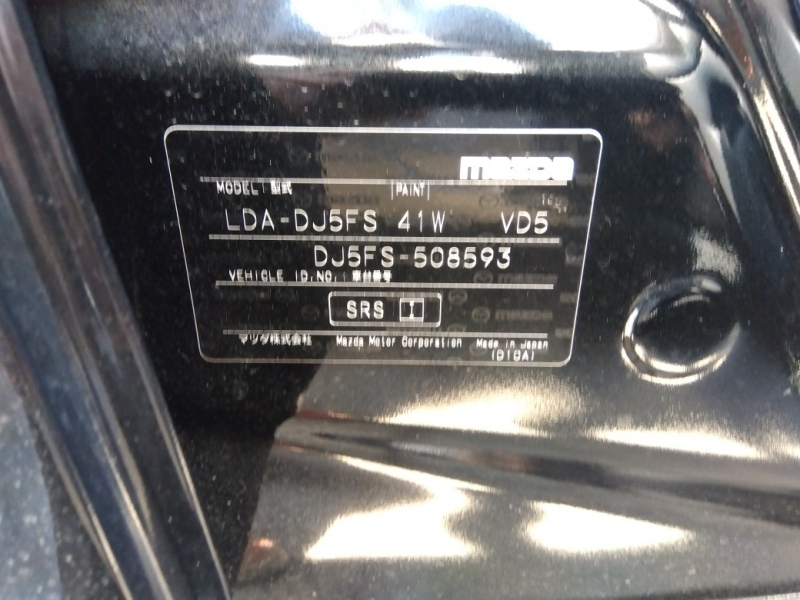 mazda
MODEL 型式 PAINT
LDA-DJ5FS 41W VD5
DJ5FS-508593
VEHICLE ID.NO. 車台番号
SRS I
マツダ株式会社 Mazda Motor Corporation Made in Japan
(D10A)